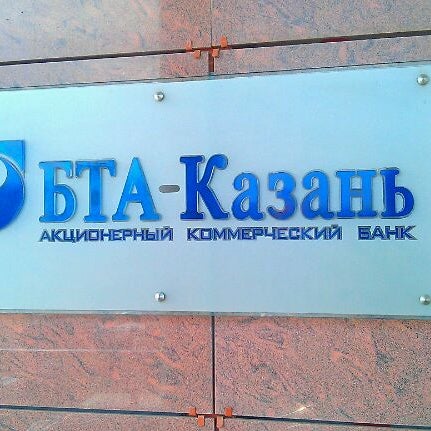 БТА-Казань
АКЦИОНЕРНЫЙ КОММЕРЧЕСКИЙ БАНК